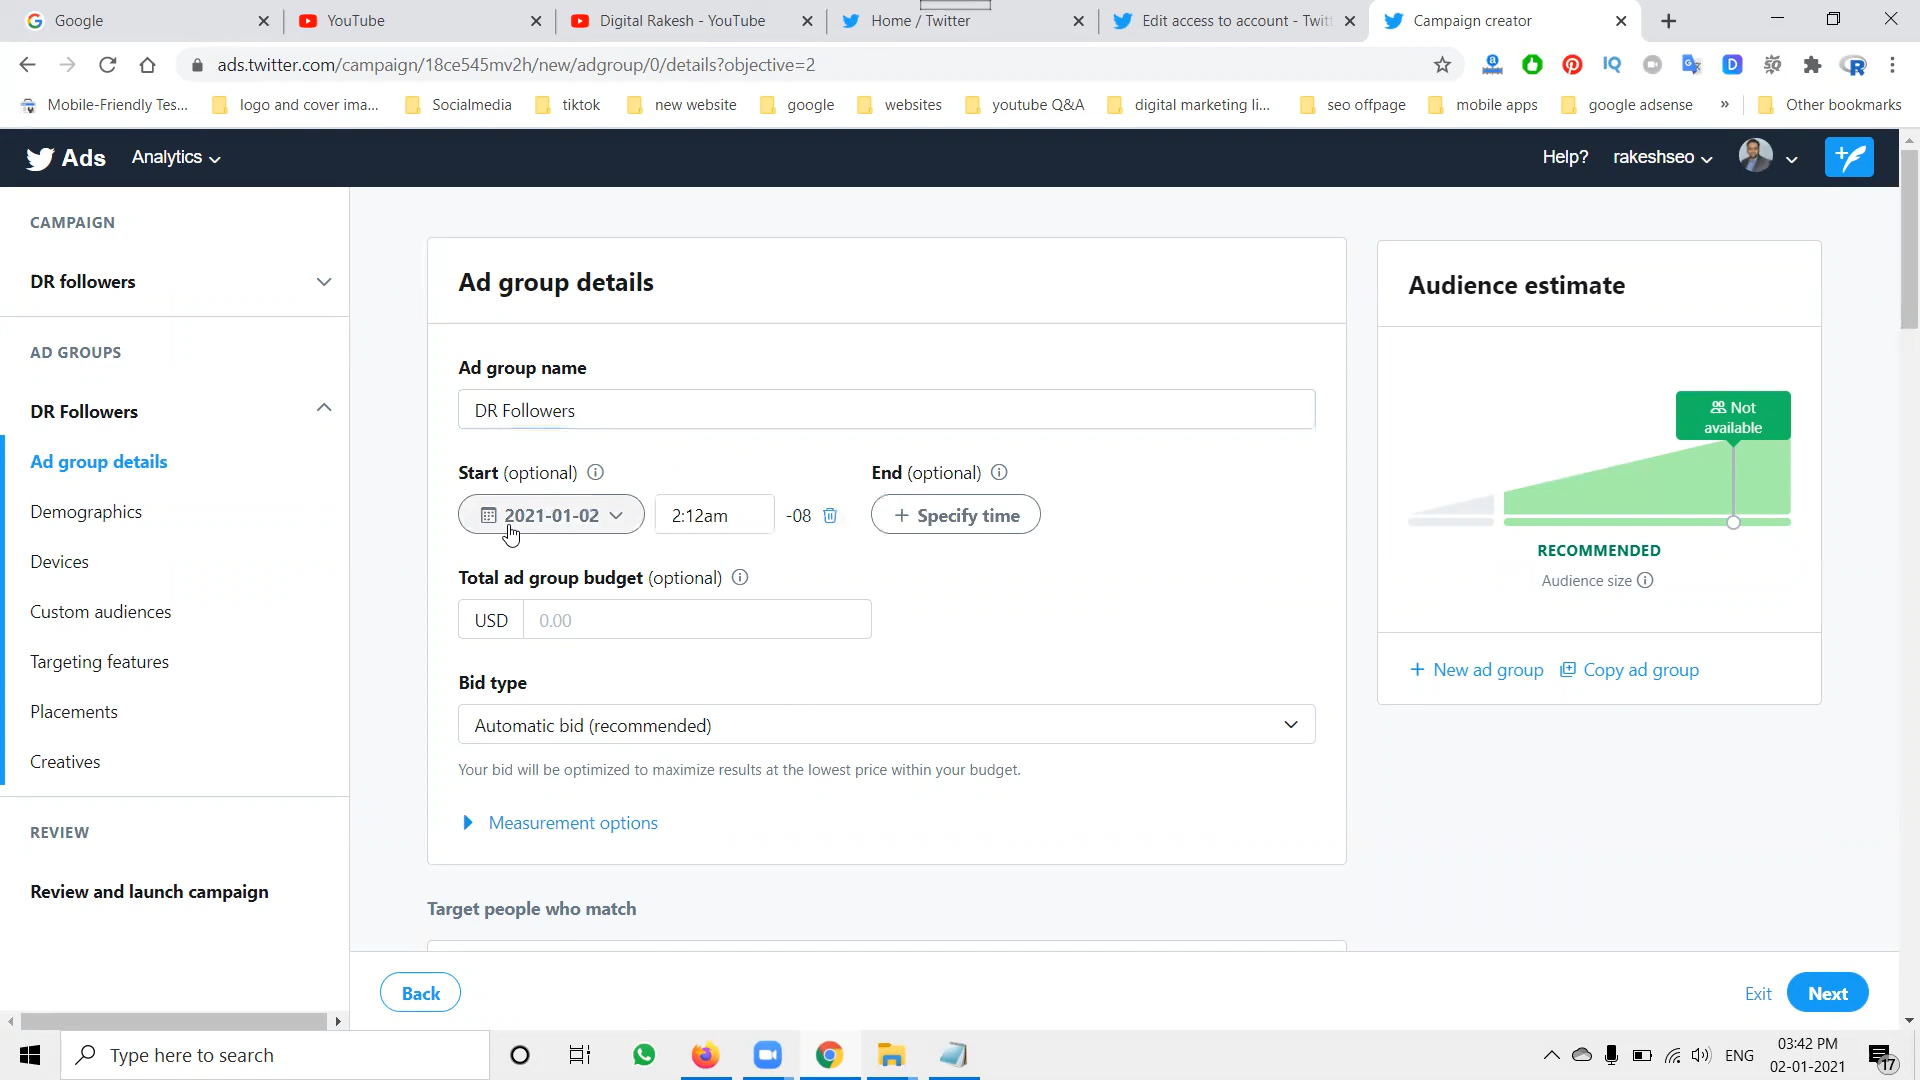 Google
YouTube
Digital Rakesh - YouTube
Home / Twitter
Edit access to account - Twitt
Campaign creator
ads.twitter.com/campaign/18ce545mv2h/new/adgroup/0/details?objective=2
Mobile-Friendly Tes...
logo and cover ima...
Socialmedia
tiktok
new website
google
websites
youtube Q&A
digital marketing li...
seo offpage
mobile apps
google adsense
»
Other bookmarks
Ads
Analytics
Help?
rakeshseo
CAMPAIGN
DR followers
AD GROUPS
DR Followers
Ad group details
Demographics
Devices
Custom audiences
Targeting features
Placements
Creatives
REVIEW
Review and launch campaign
Ad group details
Ad group name
DR Followers
Start (optional)
End (optional)
2021-01-02
2:12am
-08
+ Specify time
Total ad group budget (optional)
USD
0.00
Bid type
Automatic bid (recommended)
Your bid will be optimized to maximize results at the lowest price within your budget.
Measurement options
Target people who match
Audience estimate
Not
available
RECOMMENDED
Audience size
+ New ad group
Copy ad group
Back
Exit
Next
Type here to search
ENG
03:42 PM
02-01-2021
17